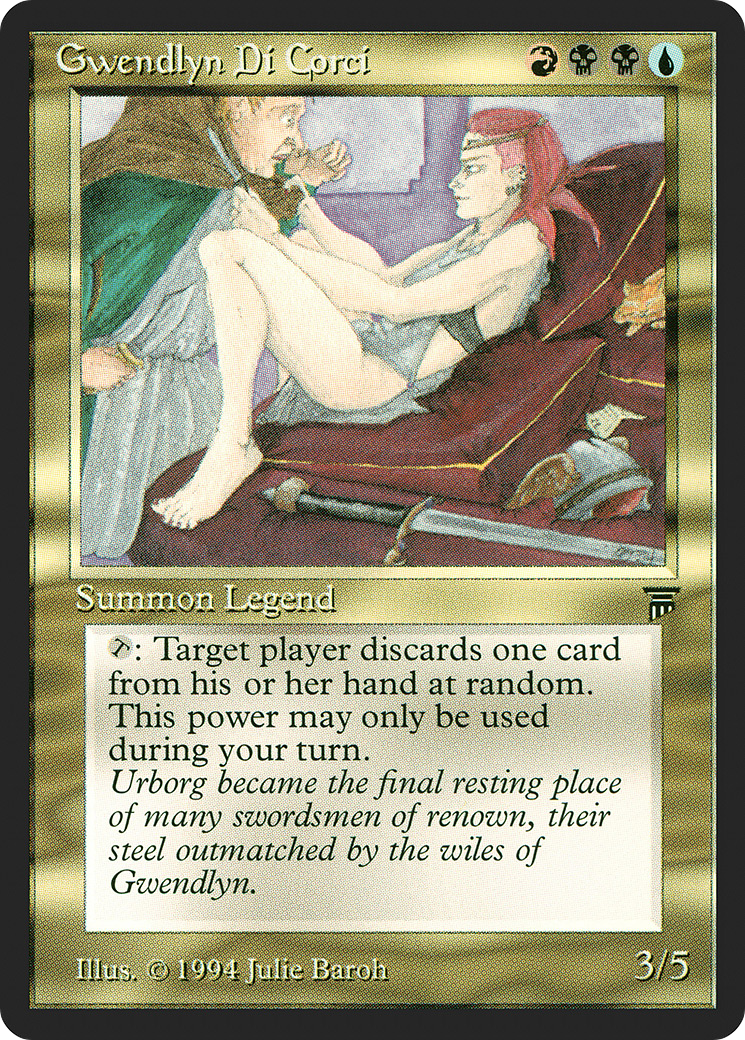 Gwendlyn Di Corci
Summon Legend
T: Target player discards one card
from his or her hand at random.
This power may only be used
during your turn.
Urborg became the final resting place
of many swordsmen of renown, their
steel outmatched by the wiles of
Gwendlyn.
Illus. © 1994 Julie Baroh
3/5